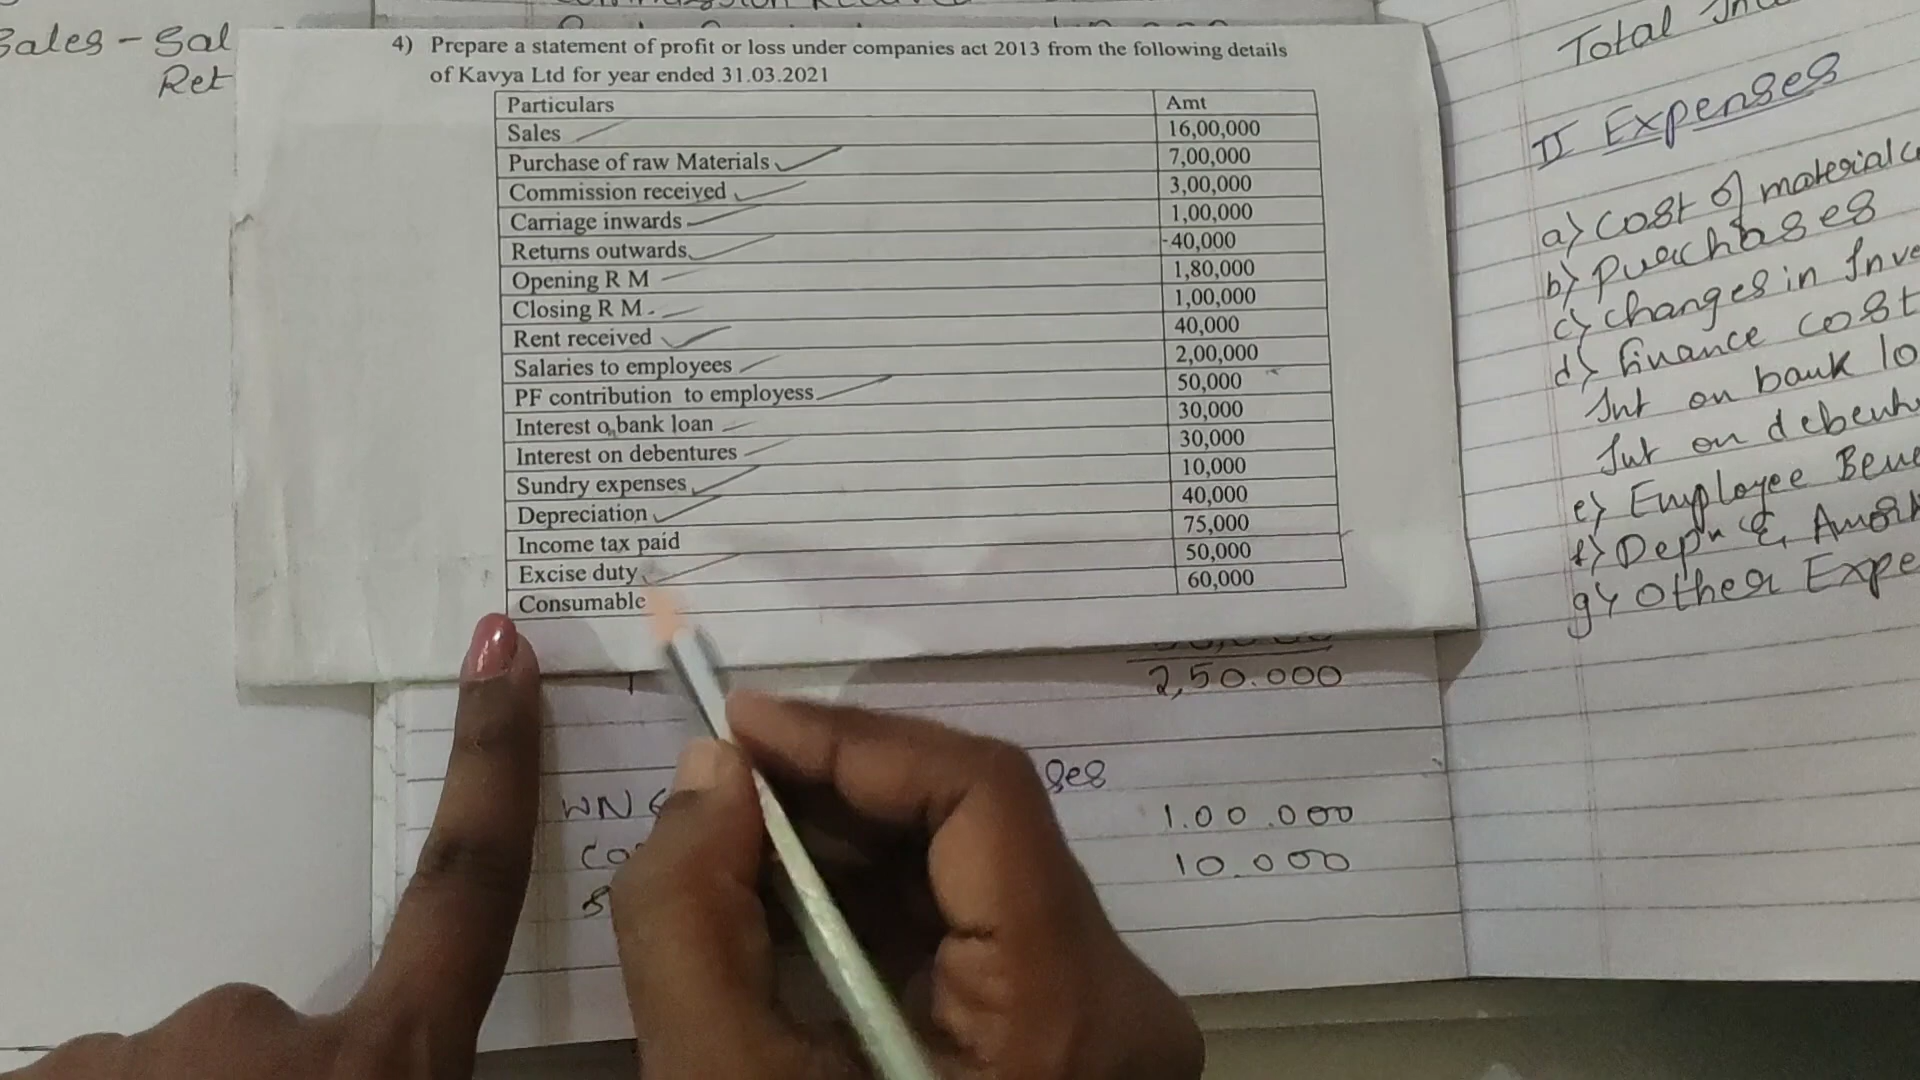 Sales - Sal
Ret
4) Prepare a statement of profit or loss under companies act 2013 from the following details
of Kavya Ltd for year ended 31.03.2021
Particulars Amt
Sales 16,00,000
Purchase of raw Materials 7,00,000
Commission received 3,00,000
Carriage inwards 1,00,000
Returns outwards -40,000
Opening R M 1,80,000
Closing R M 1,00,000
Rent received 40,000
Salaries to employees 2,00,000
PF contribution to employess 50,000
Interest on bank loan 30,000
Interest on debentures 30,000
Sundry expenses 10,000
Depreciation 40,000
Income tax paid 75,000
Excise duty 50,000
Consumable 60,000
2,50.000
WN 6 ses
1.00.000
Co 10.000
Total
II Expenses
a) Cost of material
b) Purchases
c) Changes in Inve
d) finance cost
Int on bank lo
Int on debent
e) Employee Bene
f) Depn & Amor
g) Other Expe